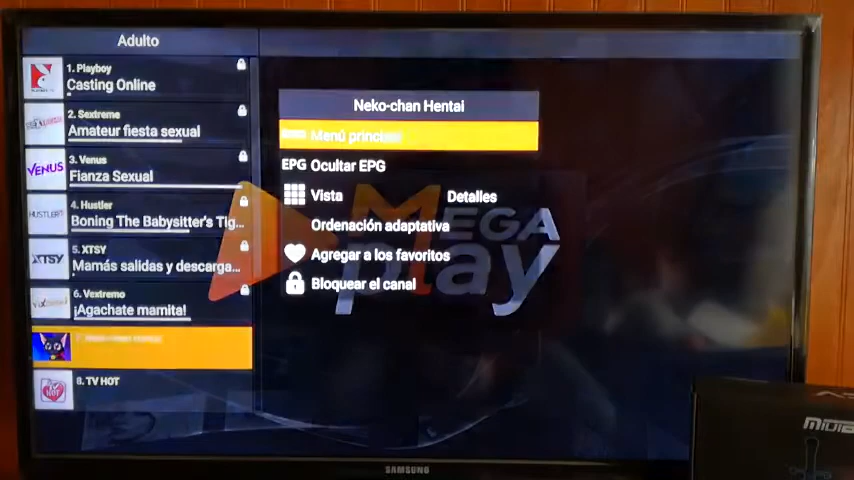 Adulto
1. Playboy
Casting Online
2. Sextreme
Amateur fiesta sexual
VENUS
3. Venus
Fianza Sexual
HUSTLER
4. Hustler
Boning The Babysitter's Tig...
XTSY
5. XTSY
Mamás salidas y descarga...
6. Vextremo
¡Agachate mamita!
8. TV HOT
Neko-chan Hentai
Menú principal
EPG Ocultar EPG
Vista Detalles
Ordenación adaptativa
Agregar a los favoritos
Bloquear el canal
MEGA
play
SAMSUNG